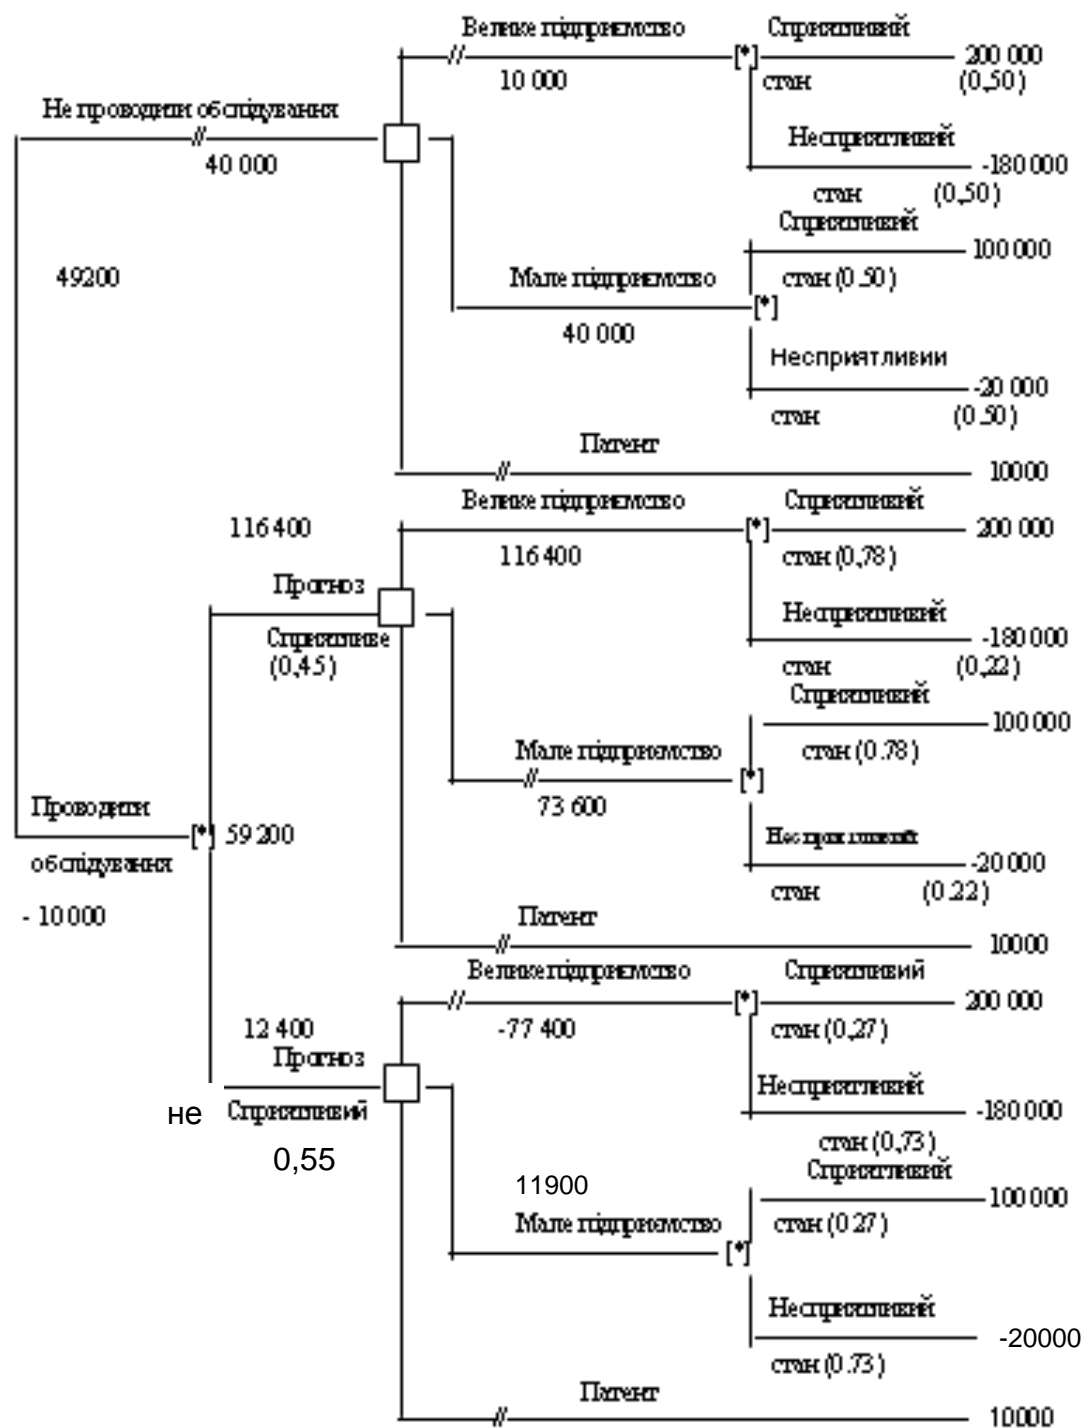 Велике підприємство Сприятливий
200 000
10 000 [*] стан (0,50)
Не проводити обслідування
40 000
Несприятливий
-180 000
стан (0,50)
Сприятливий
100 000
49200
Мале підприємство стан (0.50)
[*]
40 000
Несприятливии
-20 000
стан (0.50)
Патент
10000
Велике підприємство Сприятливий
116 400 [*] 200 000
116 400 стан (0,78)
Прогноз
Несприятливий
Сприятливе -180 000
(0,45) стан (0,22)
Сприятливий
100 000
Мале підприємство стан (0.78)
[*]
73 600
Проводити
[*] 59 200 Несприятливий
обслідування -20 000
стан (0.22)
- 10 000 Патент
10000
Велике підприємство Сприятливий
[*] 200 000
12 400 -77 400 стан (0,27)
Прогноз
Несприятливий
не Сприятливий -180 000
стан (0,73)
0,55 Сприятливий
11900 100 000
Мале підприємство стан (0.27)
[*]
Несприятливий
-20000
стан (0.73)
Патент
10000